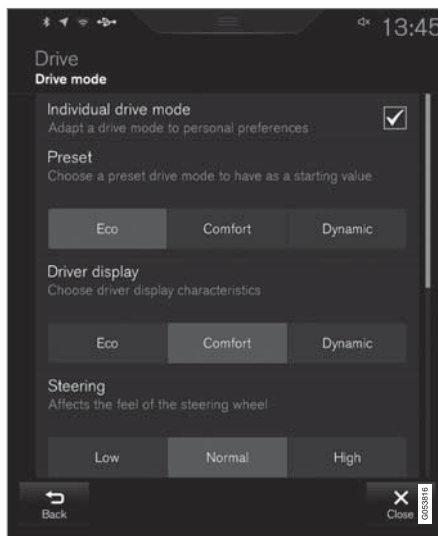 13:45
Drive
Drive mode
Individual drive mode
Adapt a drive mode to personal preferences
Preset
Choose a preset drive mode to have as a starting value
Eco Comfort Dynamic
Driver display
Choose driver display characteristics
Eco Comfort Dynamic
Steering
Affects the feel of the steering wheel
Low Normal High
Back
Close
G053816